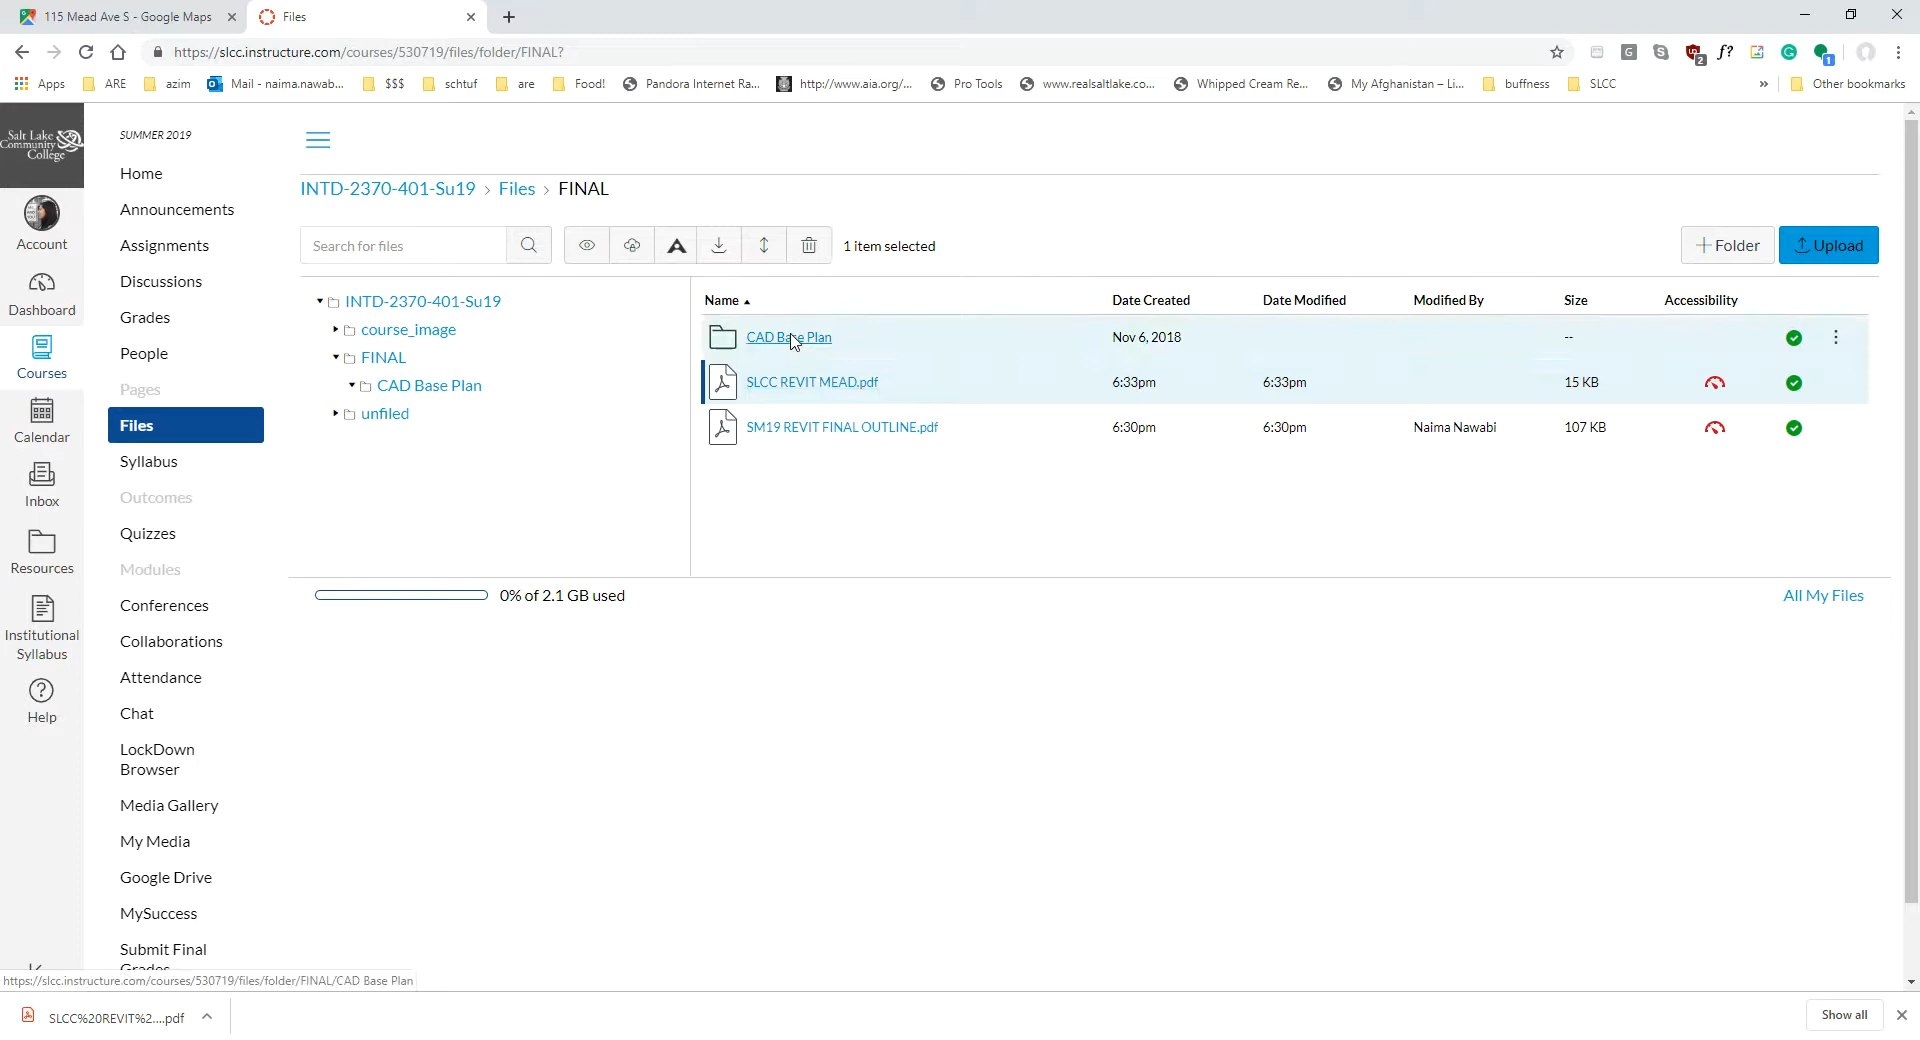 115 Mead Ave S - Google Maps
Files
https://slcc.instructure.com/courses/530719/files/folder/FINAL?
2
f?
1
Apps
ARE
azim
Mail - naima.nawab...
$$$
schtuf
are
Food!
Pandora Internet Ra...
http://www.aia.org/...
Pro Tools
www.realsaltlake.co...
Whipped Cream Re...
My Afghanistan – Li...
buffness
SLCC
»
Other bookmarks
Salt Lake
Community
College
Account
Dashboard
Courses
Calendar
Inbox
Resources
Institutional
Syllabus
Help
SUMMER 2019
Home
Announcements
Assignments
Discussions
Grades
People
Pages
Files
Syllabus
Outcomes
Quizzes
Modules
Conferences
Collaborations
Attendance
Chat
LockDown
Browser
Media Gallery
My Media
Google Drive
MySuccess
Submit Final
Grades
INTD-2370-401-Su19 › Files › FINAL
Search for files
1 item selected
+ Folder
Upload
INTD-2370-401-Su19
course_image
FINAL
CAD Base Plan
unfiled
Name Date Created Date Modified Modified By Size Accessibility
CAD Base Plan Nov 6, 2018 --
SLCC REVIT MEAD.pdf 6:33pm 6:33pm 15 KB
SM19 REVIT FINAL OUTLINE.pdf 6:30pm 6:30pm Naima Nawabi 107 KB
0% of 2.1 GB used
All My Files
https://slcc.instructure.com/courses/530719/files/folder/FINAL/CAD Base Plan
SLCC%20REVIT%2....pdf
Show all